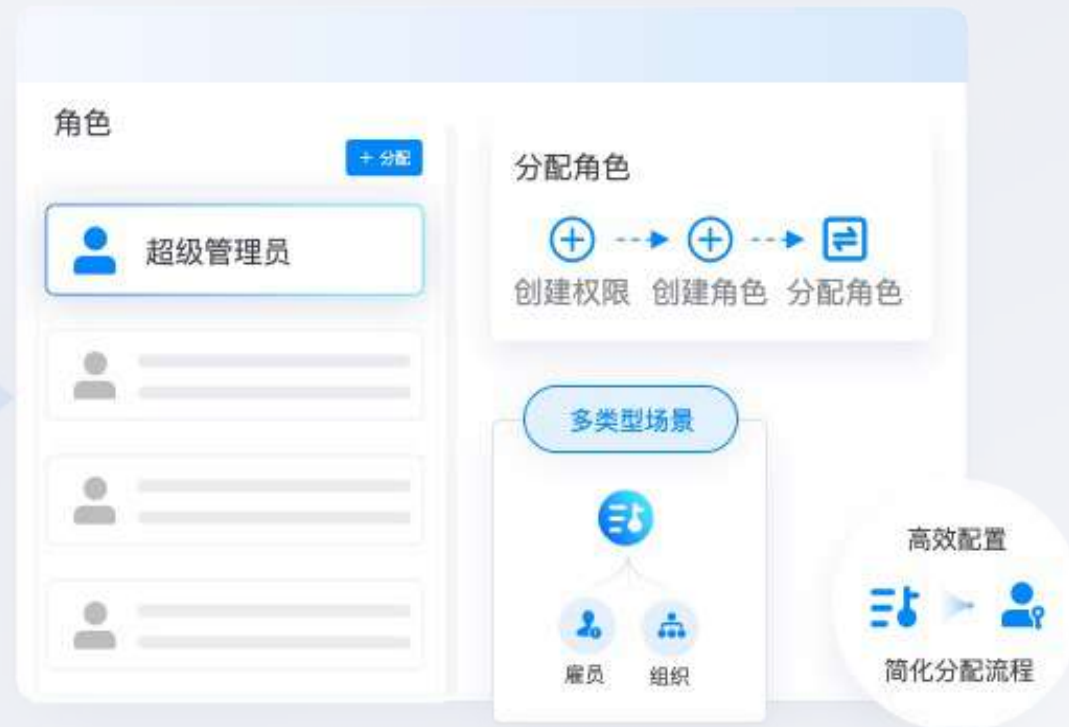 角色
+ 分配
超级管理员
分配角色
创建权限 创建角色 分配角色
多类型场景
雇员 组织
高效配置
简化分配流程